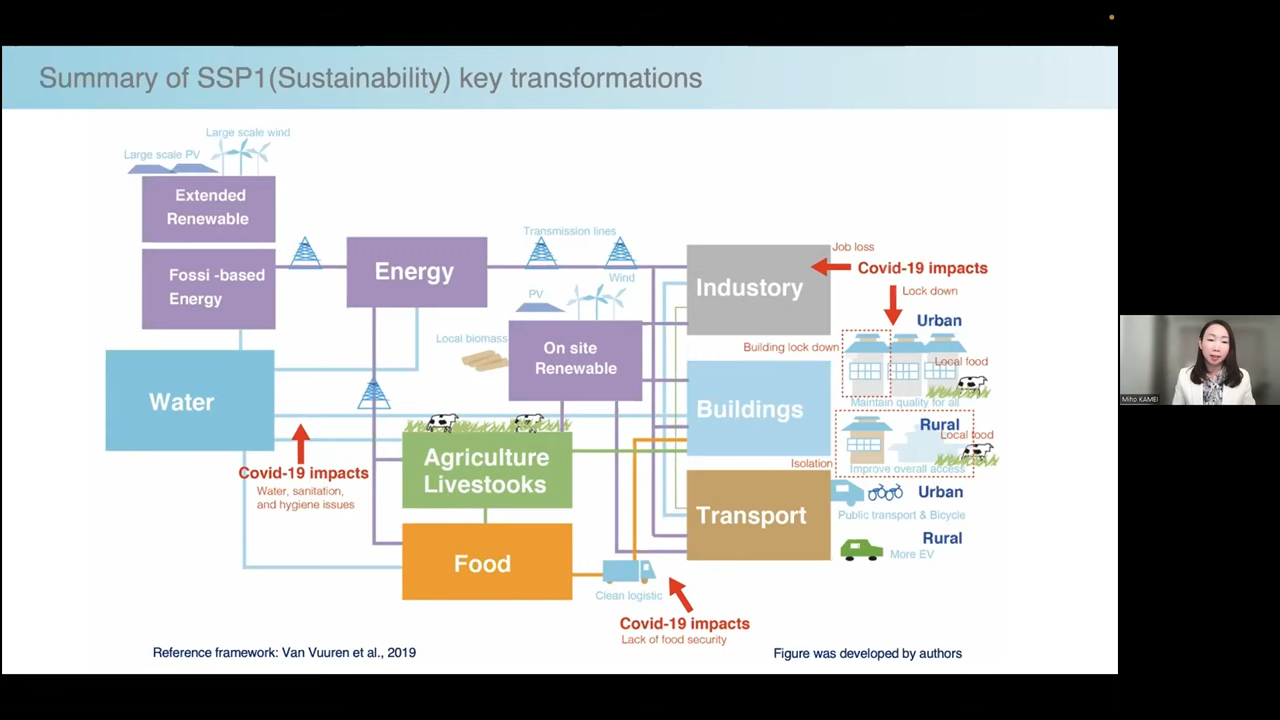 Summary of SSP1(Sustainability) key transformations
Large scale wind
Large scale PV
Extended
Renewable
Fossi -based
Energy
Water
Covid-19 impacts
Water, sanitation,
and hygiene issues
Energy
Transmission lines
Wind
PV
Local biomass
On site
Renewable
Agriculture
Livestooks
Food
Clean logistic
Covid-19 impacts
Lack of food security
Industory
Buildings
Transport
Job loss
Covid-19 impacts
Lock down
Urban
Building lock down
Local food
Maintain quality for all
Rural
Local food
Isolation
Improve overall access
Urban
Public transport & Bicycle
Rural
More EV
Reference framework: Van Vuuren et al., 2019
Figure was developed by authors
Miho KAMEI